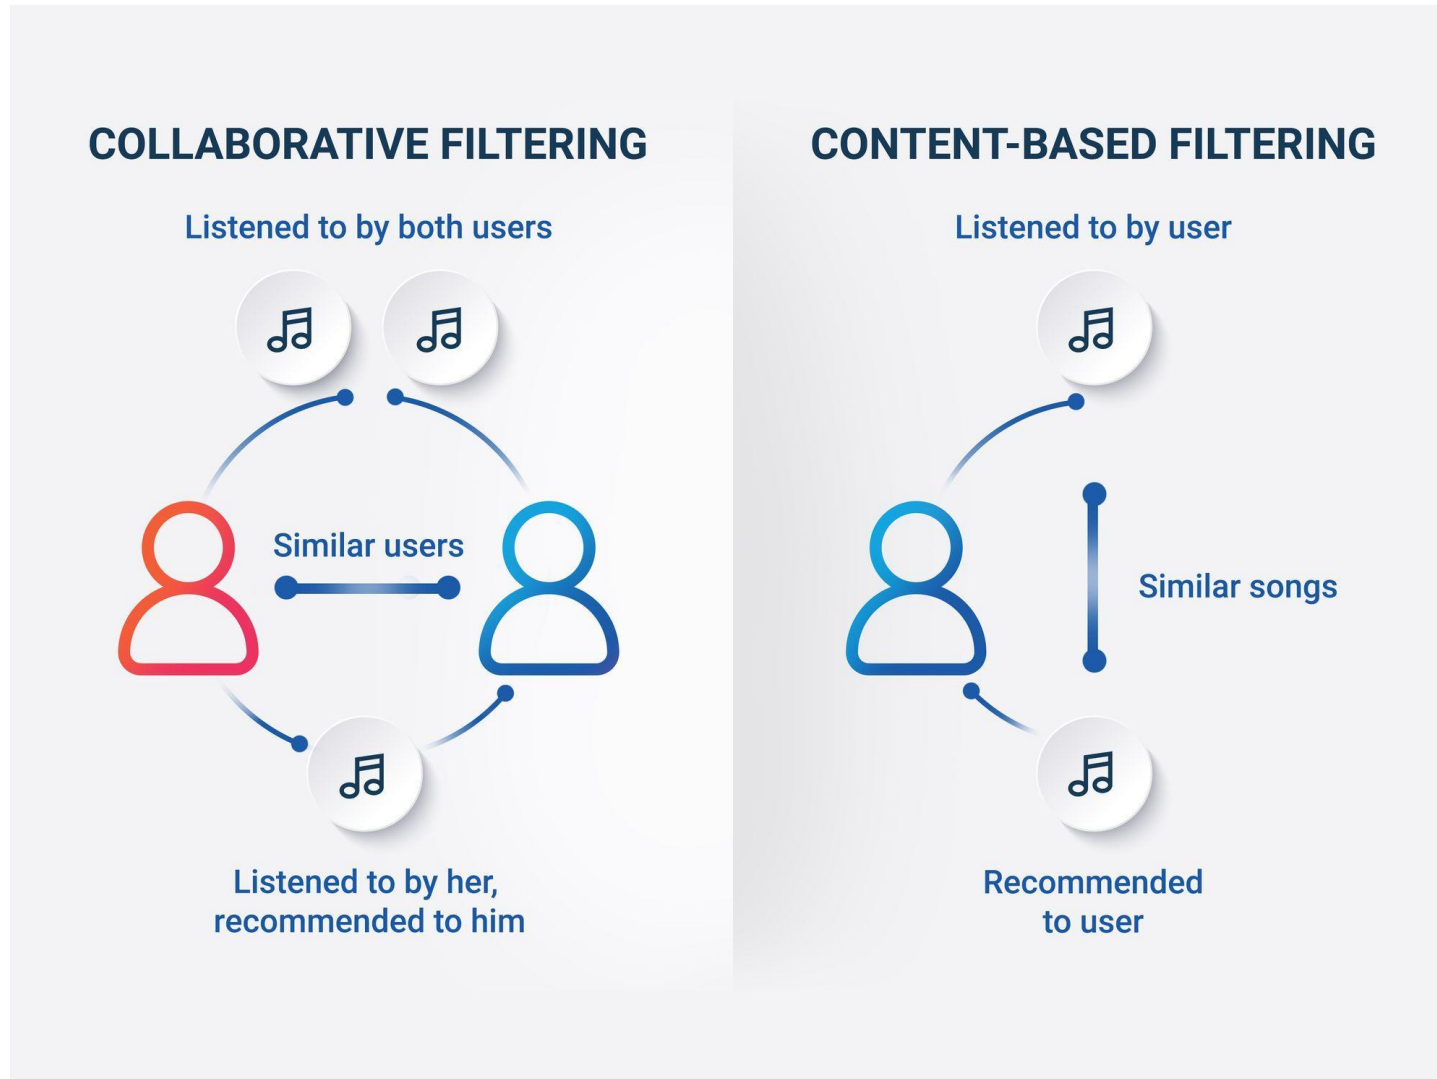 COLLABORATIVE FILTERING
Listened to by both users
Similar users
Listened to by her,
recommended to him
CONTENT-BASED FILTERING
Listened to by user
Similar songs
Recommended
to user